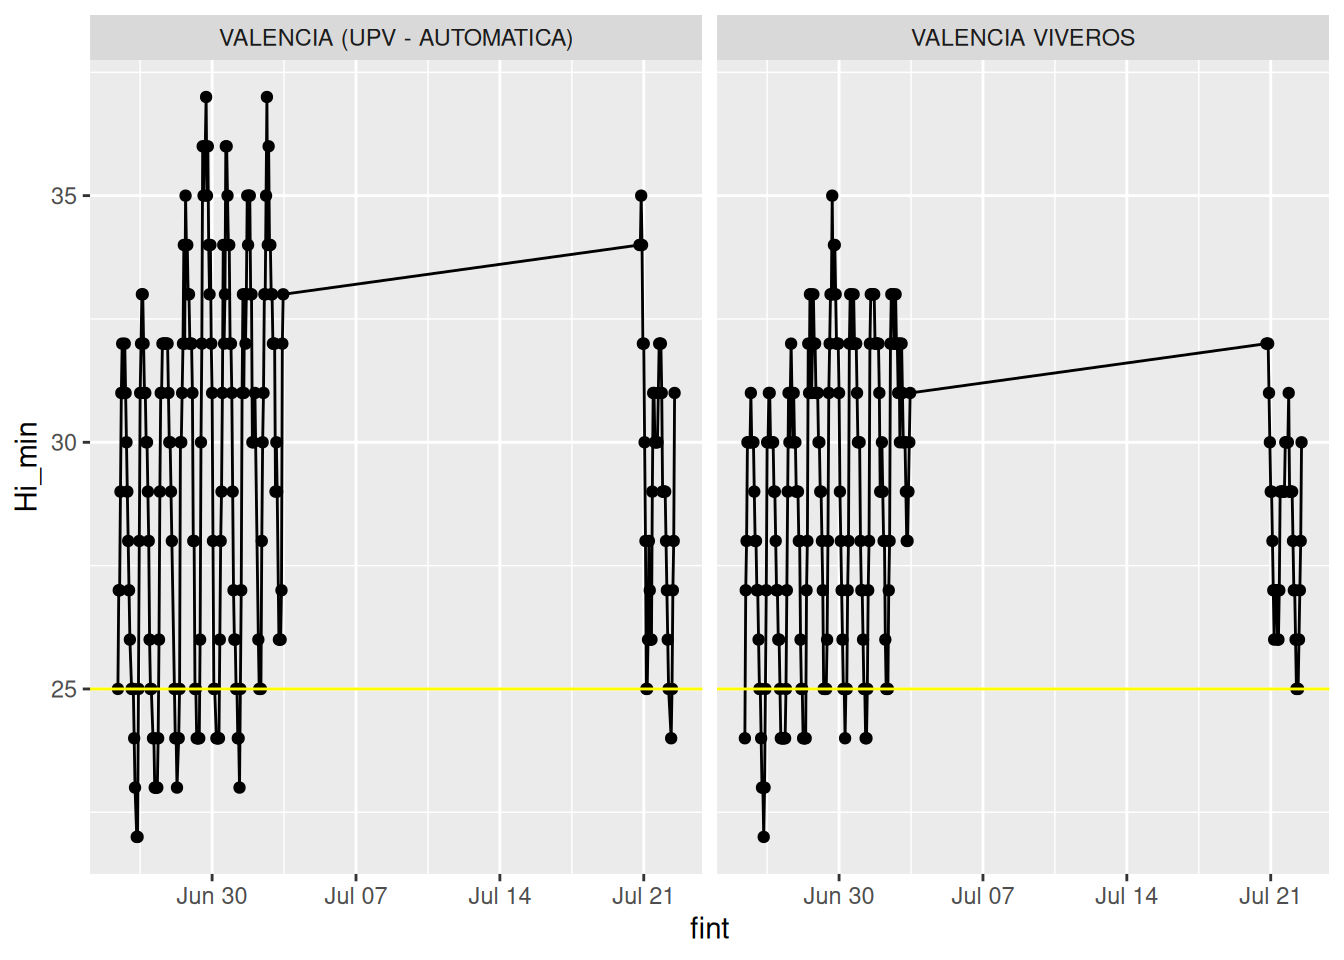 VALENCIA (UPV - AUTOMATICA)
VALENCIA VIVEROS
35
30
25
Hi_min
Jun 30
Jul 07
Jul 14
Jul 21
Jun 30
Jul 07
Jul 14
Jul 21
fint